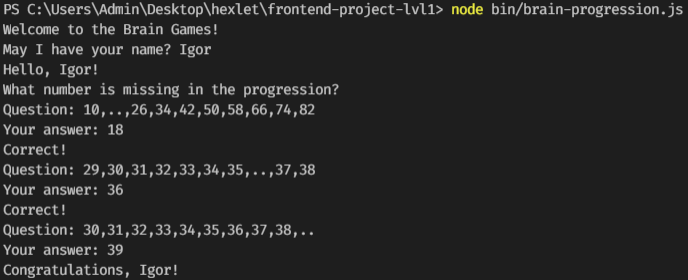 PS C:\Users\Admin\Desktop\hexlet\frontend-project-lvl1> node bin/brain-progression.js
Welcome to the Brain Games!
May I have your name? Igor
Hello, Igor!
What number is missing in the progression?
Question: 10,..,26,34,42,50,58,66,74,82
Your answer: 18
Correct!
Question: 29,30,31,32,33,34,35,..,37,38
Your answer: 36
Correct!
Question: 30,31,32,33,34,35,36,37,38,..
Your answer: 39
Congratulations, Igor!